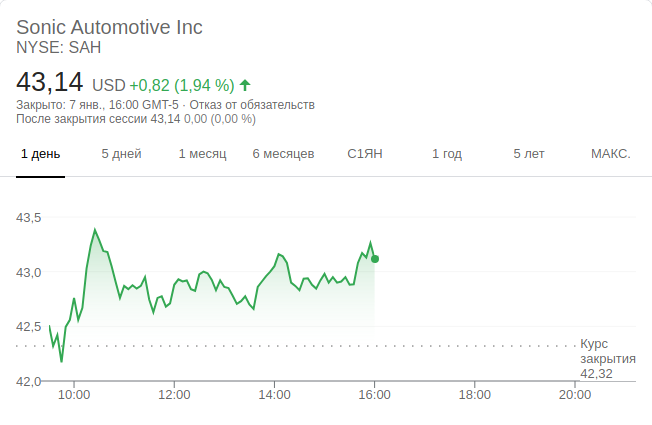 Sonic Automotive Inc
NYSE: SAH
43,14 USD +0,82 (1,94 %)
Закрыто: 7 янв., 16:00 GMT-5 · Отказ от обязательств
После закрытия сессии 43,14 0,00 (0,00 %)
1 день 5 дней 1 месяц 6 месяцев С1ЯН 1 год 5 лет МАКС.
43,5
43,0
42,5
Курс
закрытия
42,32
42,0
10:00 12:00 14:00 16:00 18:00 20:00